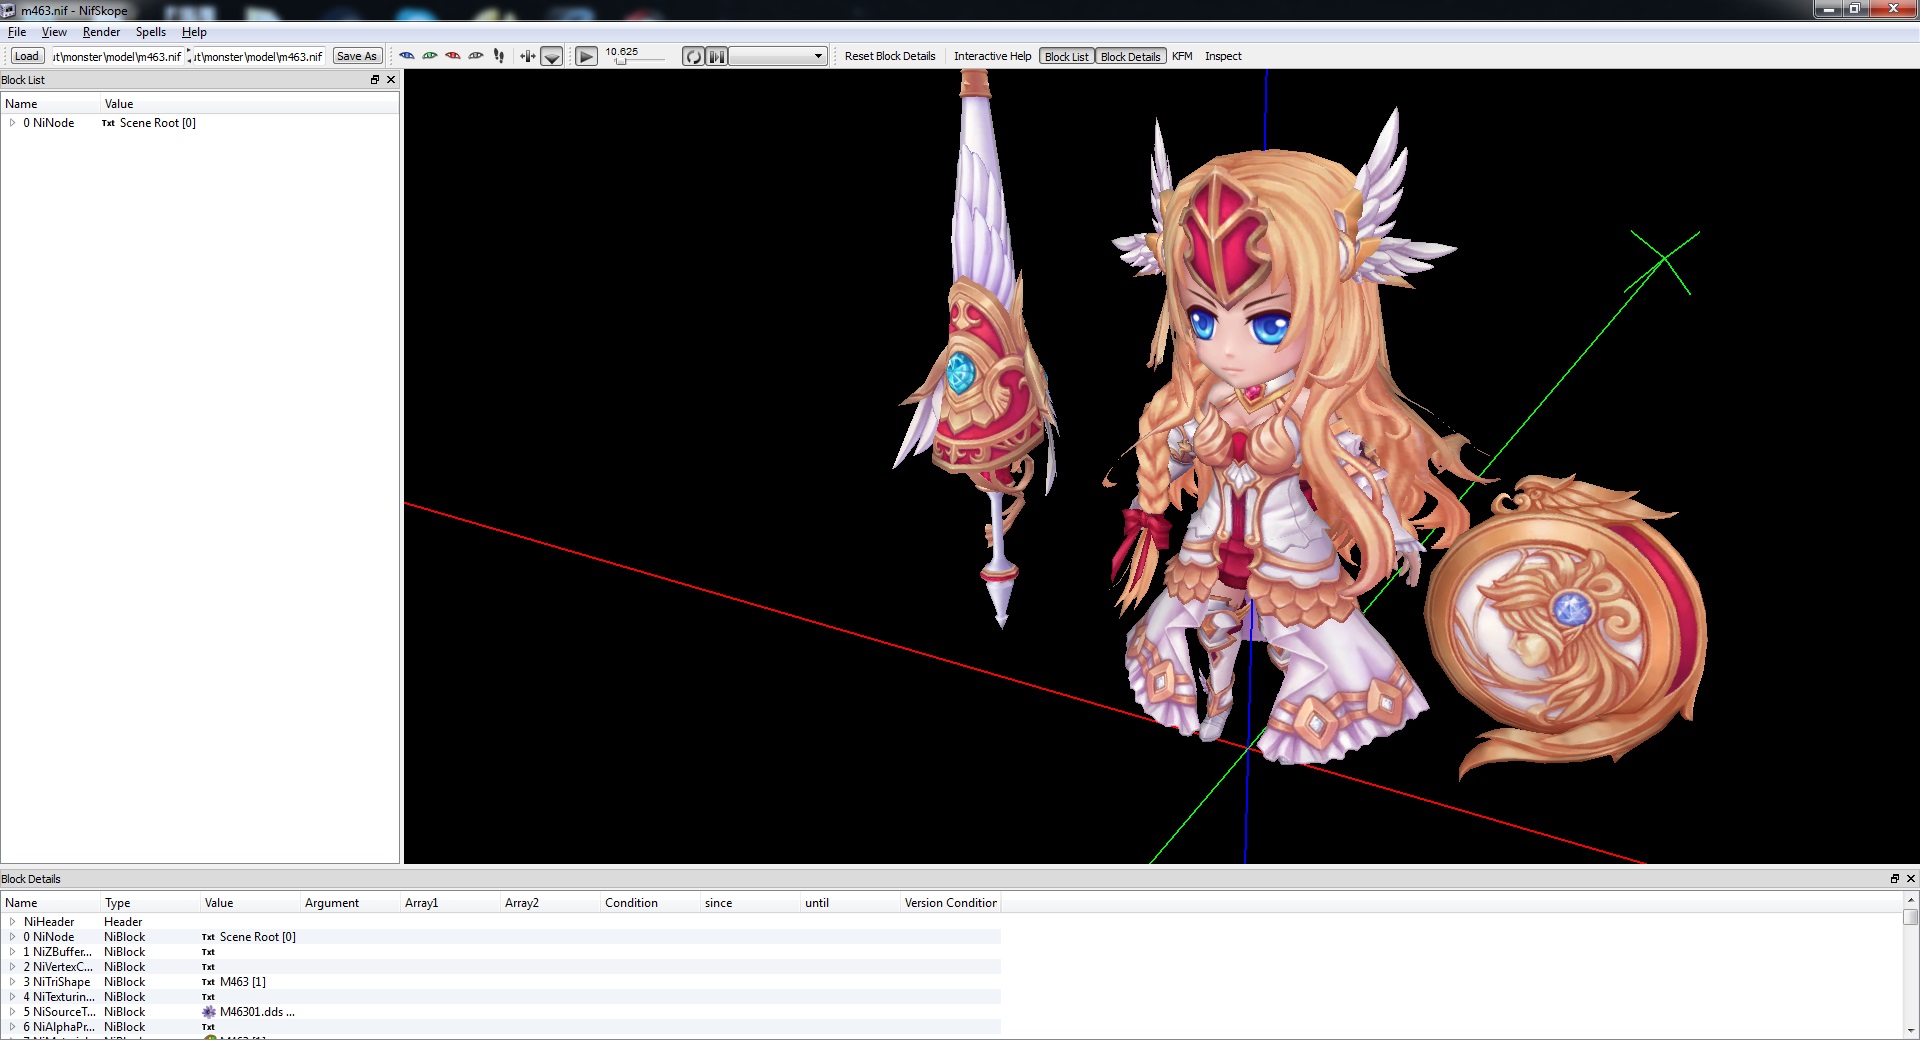 m463.nif - NifSkope
File View Render Spells Help
Load ut\monster\model\m463.nif ut\monster\model\m463.nif Save As 10.625 Reset Block Details Interactive Help Block List Block Details KFM Inspect
Block List
Name Value
0 NiNode Txt Scene Root [0]
Block Details
Name Type Value Argument Array1 Array2 Condition since until Version Condition
NiHeader Header
0 NiNode NiBlock Txt Scene Root [0]
1 NiZBuffer... NiBlock Txt
2 NiVertexC... NiBlock Txt
3 NiTriShape NiBlock Txt M463 [1]
4 NiTexturin... NiBlock Txt
5 NiSourceT... NiBlock M46301.dds ...
6 NiAlphaPr... NiBlock Txt